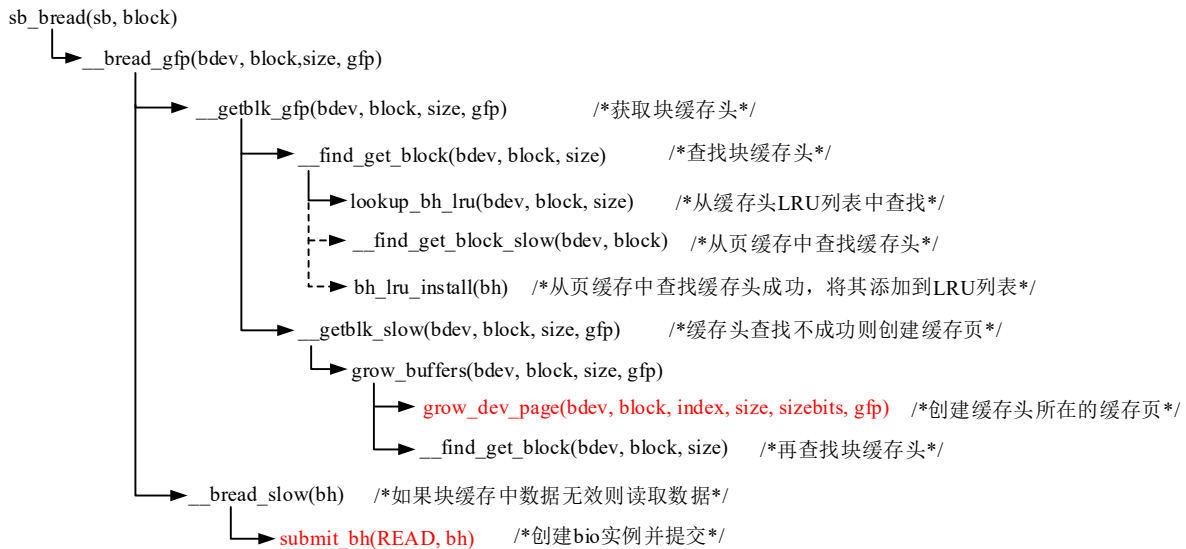 sb_bread(sb, block)
__bread_gfp(bdev, block,size, gfp)
__getblk_gfp(bdev, block, size, gfp) /*获取块缓存头*/
__find_get_block(bdev, block, size) /*查找块缓存头*/
lookup_bh_lru(bdev, block, size) /*从缓存头LRU列表中查找*/
__find_get_block_slow(bdev, block) /*从页缓存中查找缓存头*/
bh_lru_install(bh) /*从页缓存中查找缓存头成功，将其添加到LRU列表*/
__getblk_slow(bdev, block, size, gfp) /*缓存头查找不成功则创建缓存页*/
grow_buffers(bdev, block, size, gfp)
grow_dev_page(bdev, block, index, size, sizebits, gfp) /*创建缓存头所在的缓存页*/
__find_get_block(bdev, block, size) /*再查找块缓存头*/
__bread_slow(bh) /*如果块缓存中数据无效则读取数据*/
submit_bh(READ, bh) /*创建bio实例并提交*/